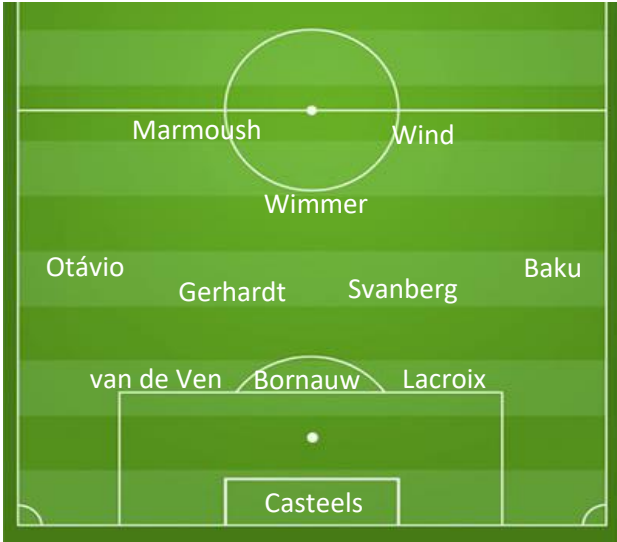 Marmoush Wind
Wimmer
Otávio Baku
Gerhardt Svanberg
van de Ven Bornauw Lacroix
Casteels